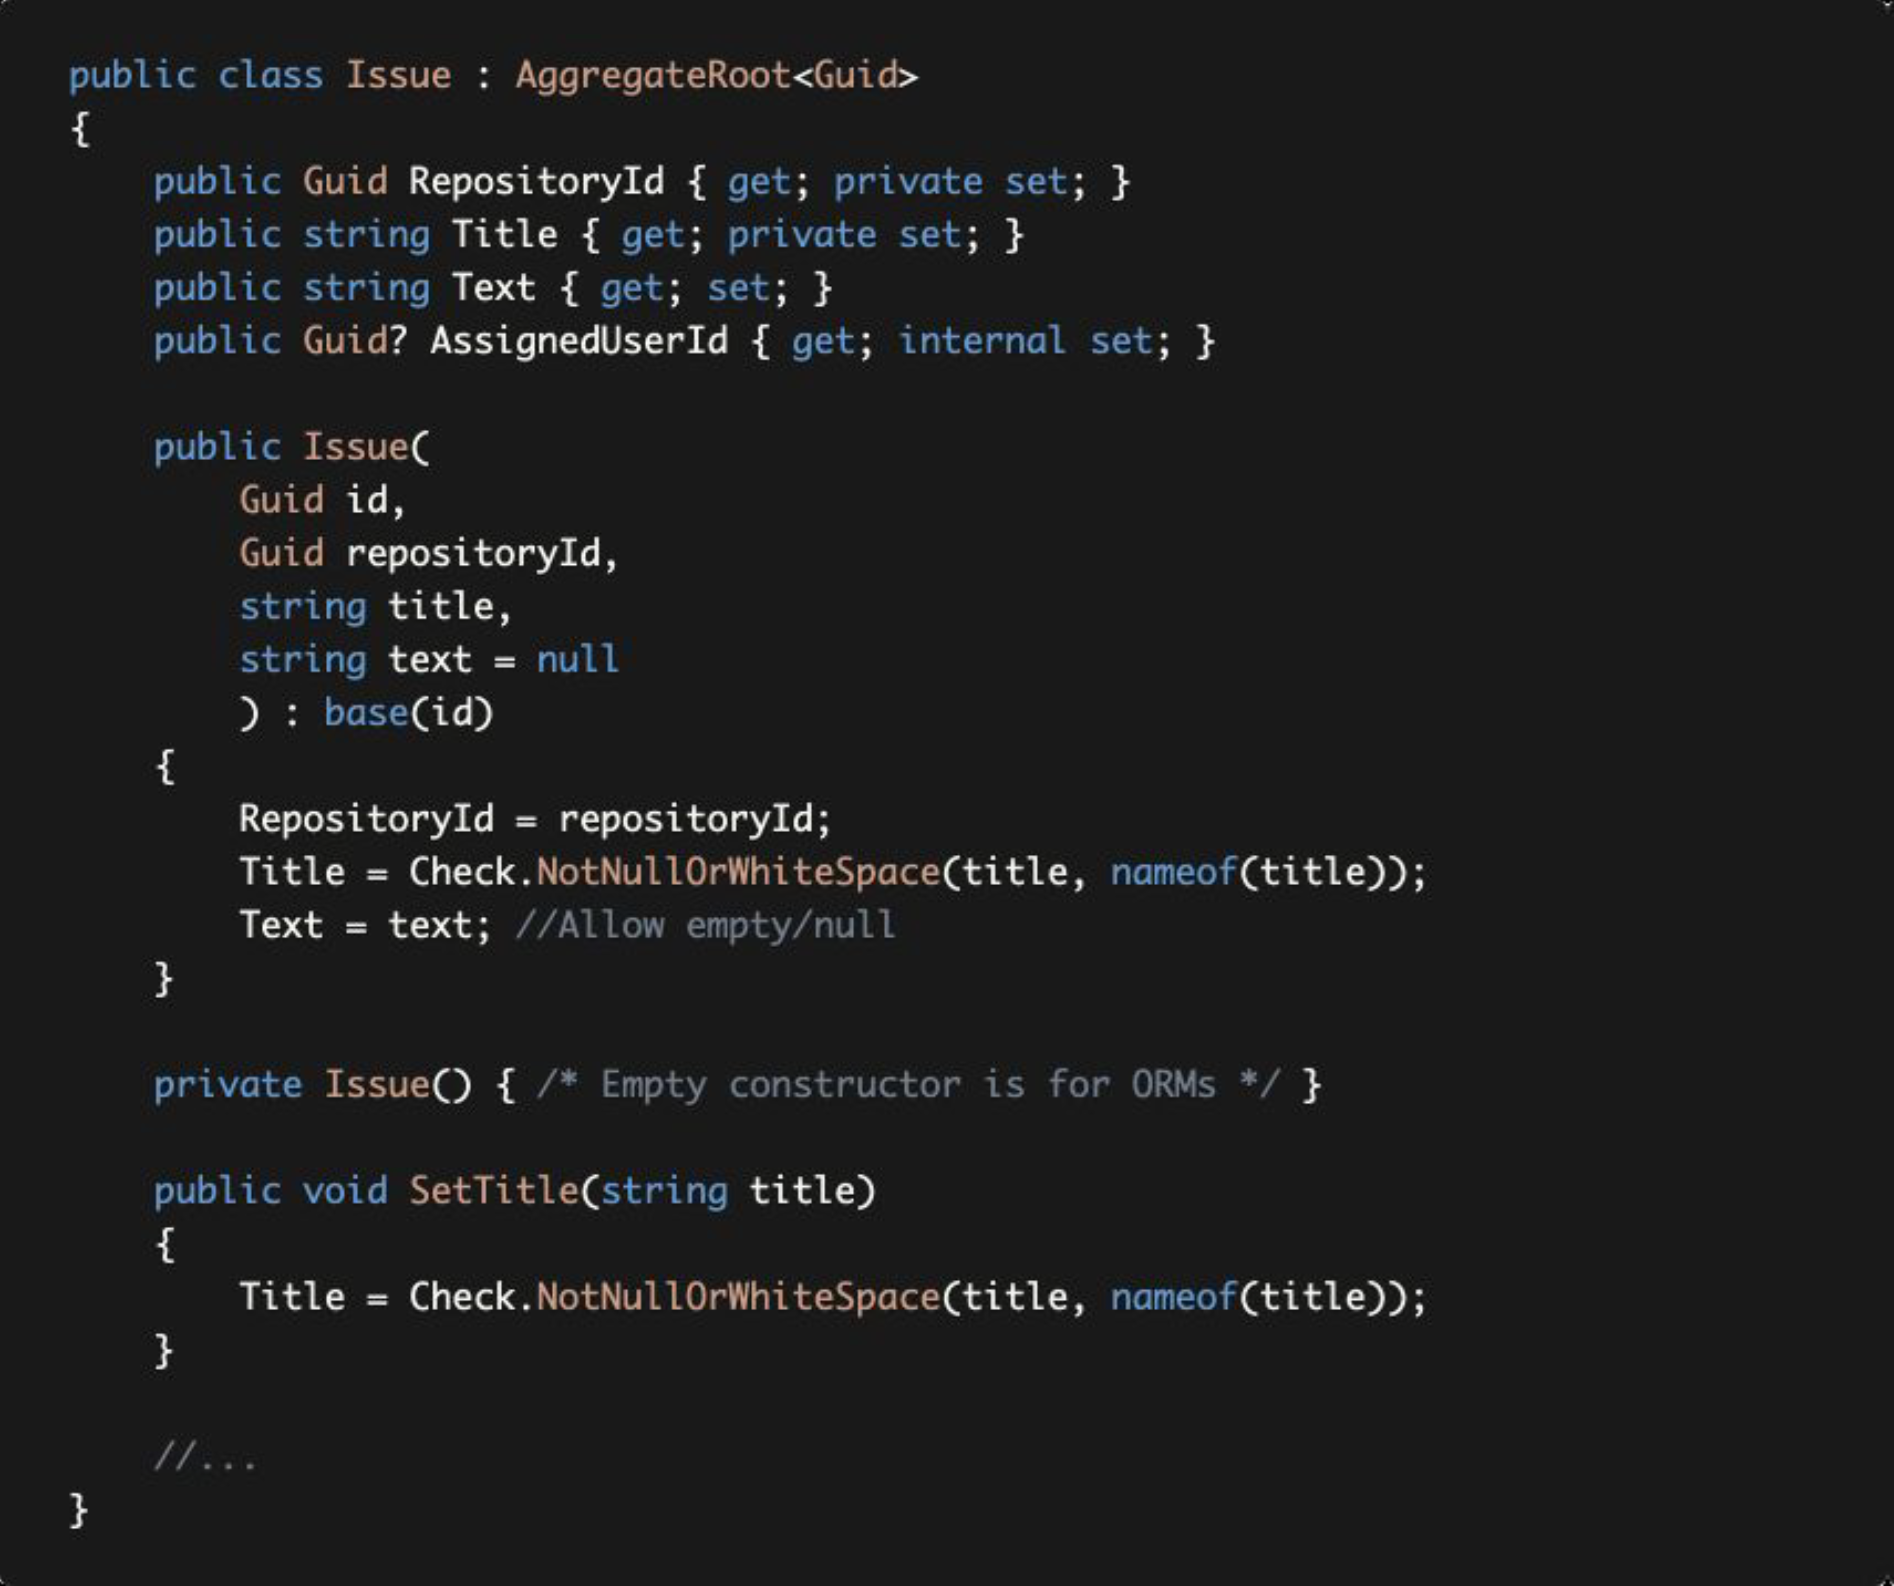 public class Issue : AggregateRoot<Guid>
{
    public Guid RepositoryId { get; private set; }
    public string Title { get; private set; }
    public string Text { get; set; }
    public Guid? AssignedUserId { get; internal set; }

    public Issue(
        Guid id,
        Guid repositoryId,
        string title,
        string text = null
        ) : base(id)
    {
        RepositoryId = repositoryId;
        Title = Check.NotNullOrWhiteSpace(title, nameof(title));
        Text = text; //Allow empty/null
    }

    private Issue() { /* Empty constructor is for ORMs */ }

    public void SetTitle(string title)
    {
        Title = Check.NotNullOrWhiteSpace(title, nameof(title));
    }

    //...
}